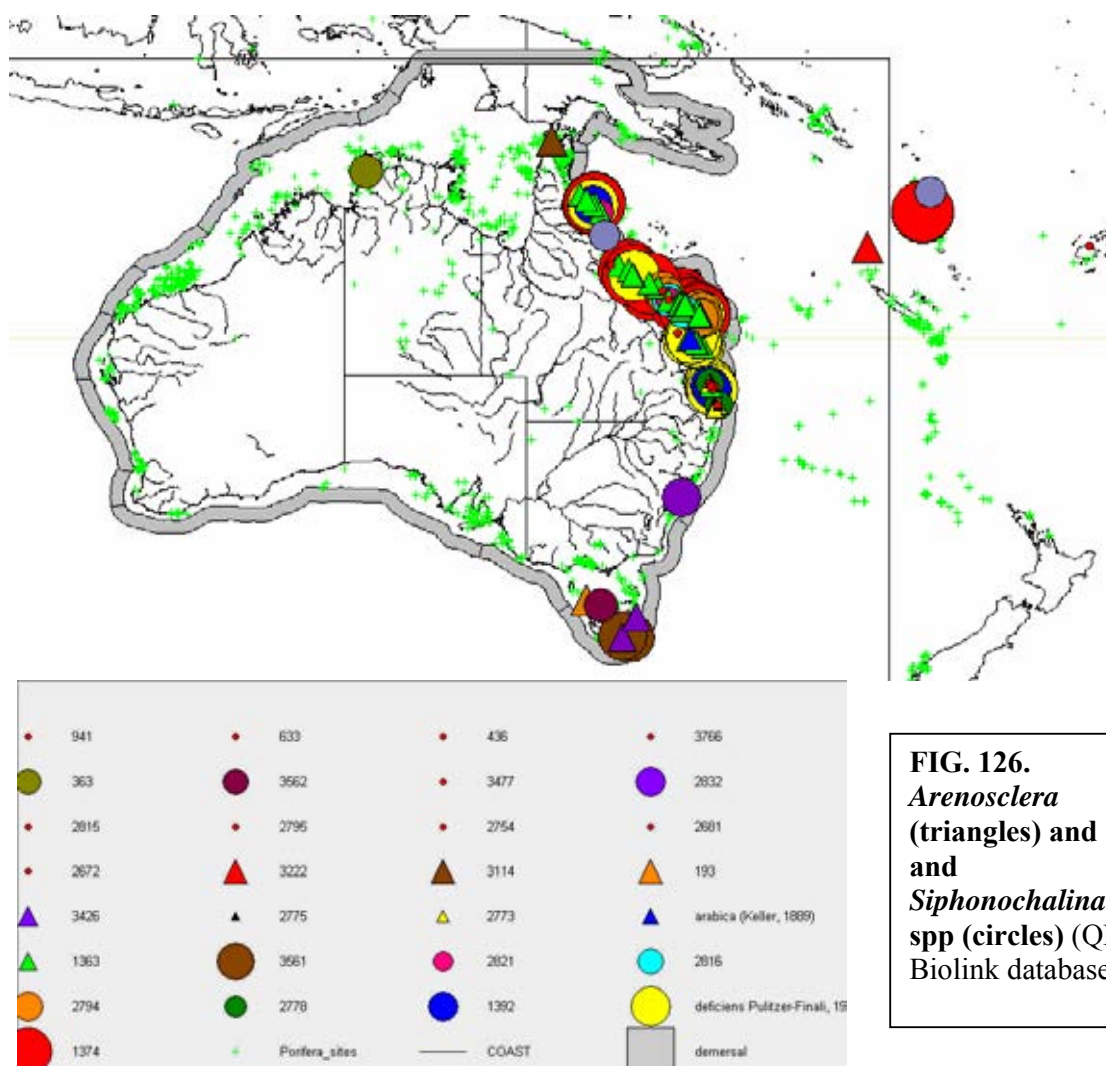 941 633 436 3766
363 3562 3477 2832
2815 2795 2754 2681
2672 3222 3114 193
3426 2775 2773 arabica (Keller, 1889)
1363 3561 2821 2816
2794 2778 1392 deficiens Pulitzer-Finali, 19
1374 Porifera_sites COAST demersal
FIG. 126.
Arenosclera
(triangles) and
and
Siphonochalina
spp (circles) (Q
Biolink database